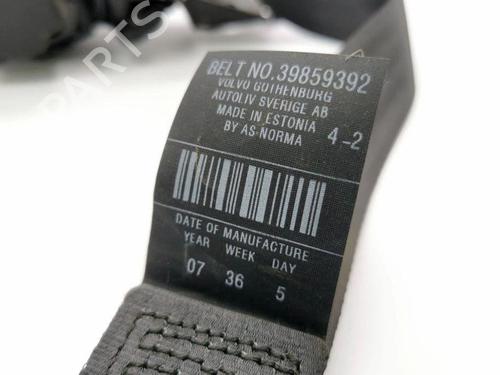 BELT NO.39859392
VOLVO GOTHENBURG
AUTOLIV SVERIGE AB
MADE IN ESTONIA
BY AS-NORMA 4-2
DATE OF MANUFACTURE
YEAR WEEK DAY
07 36 5
B-PARTS